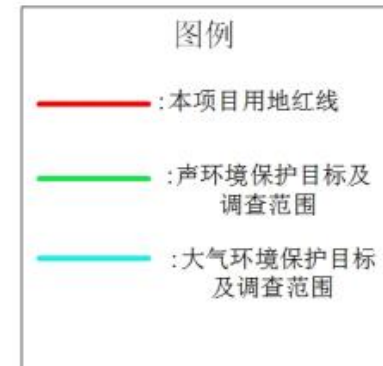 图例
:本项目用地红线
:声环境保护目标及
调查范围
:大气环境保护目标
及调查范围